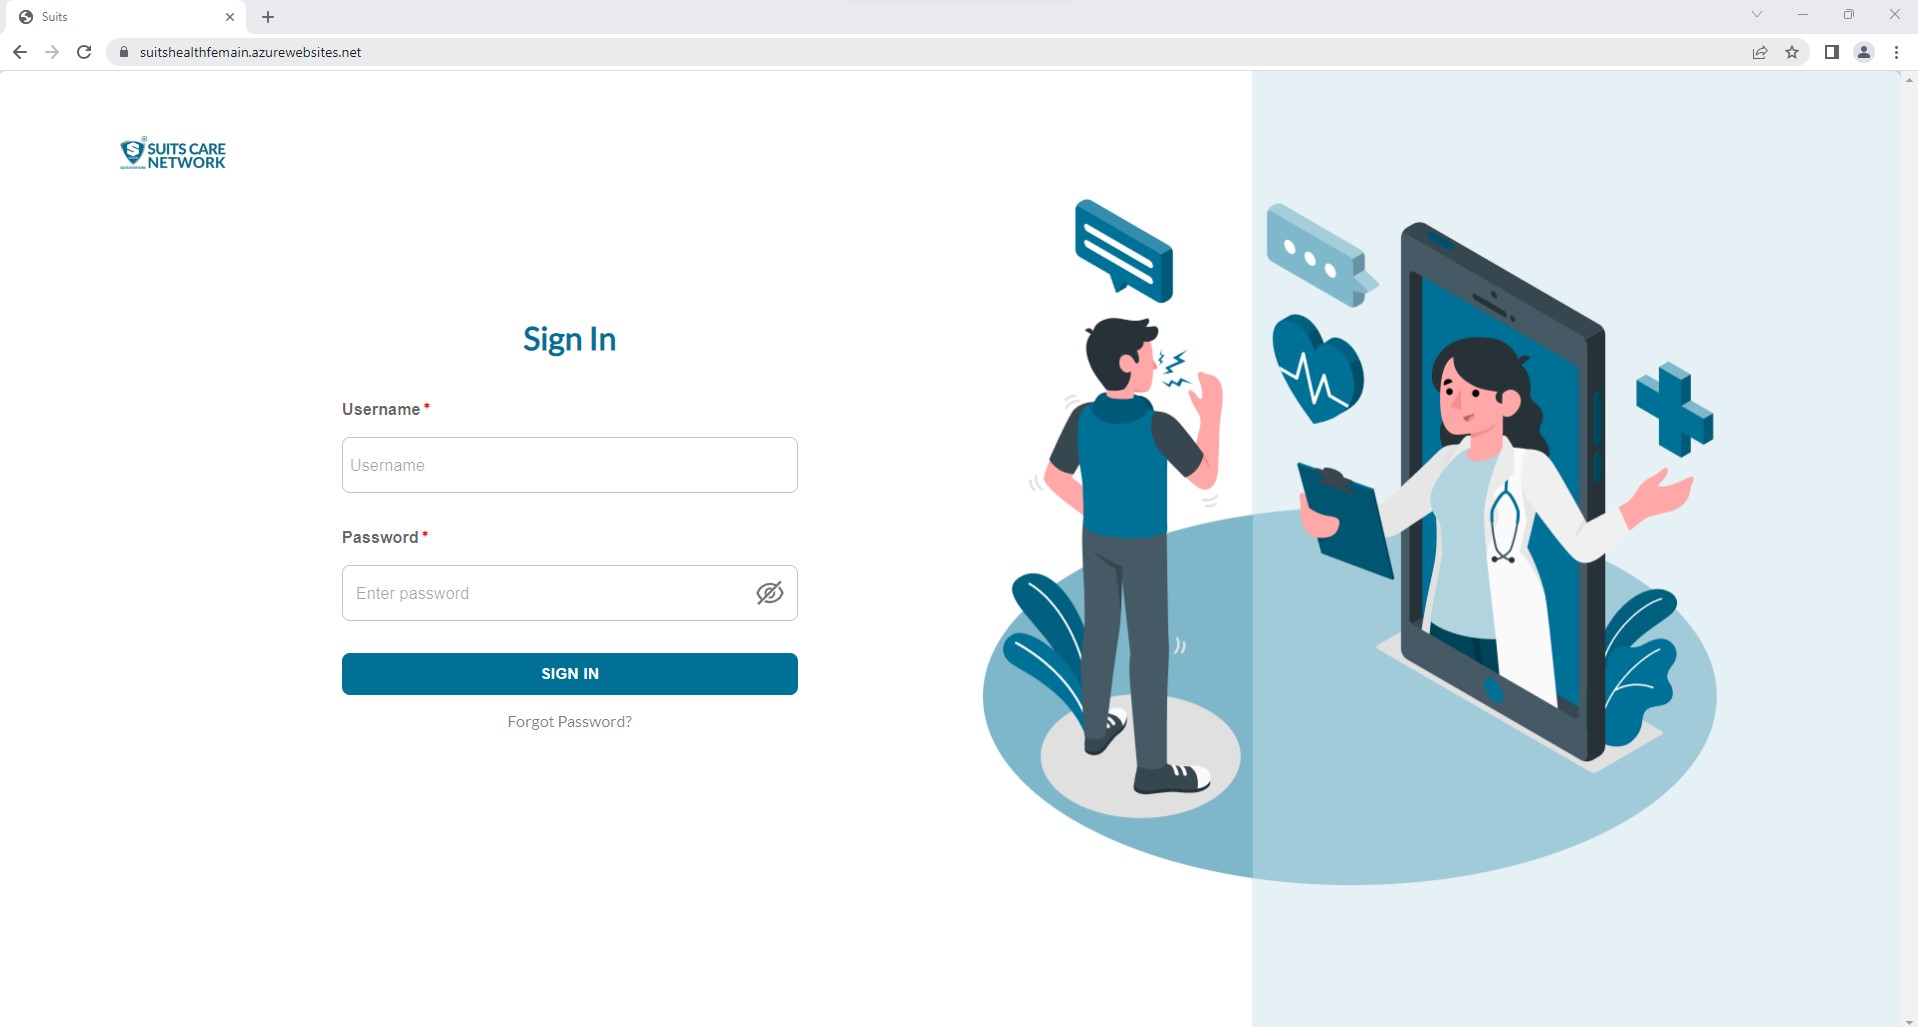 Suits
suitshealthfemain.azurewebsites.net
SUITS CARE
NETWORK
Sign In
Username *
Username
Password *
Enter password
SIGN IN
Forgot Password?